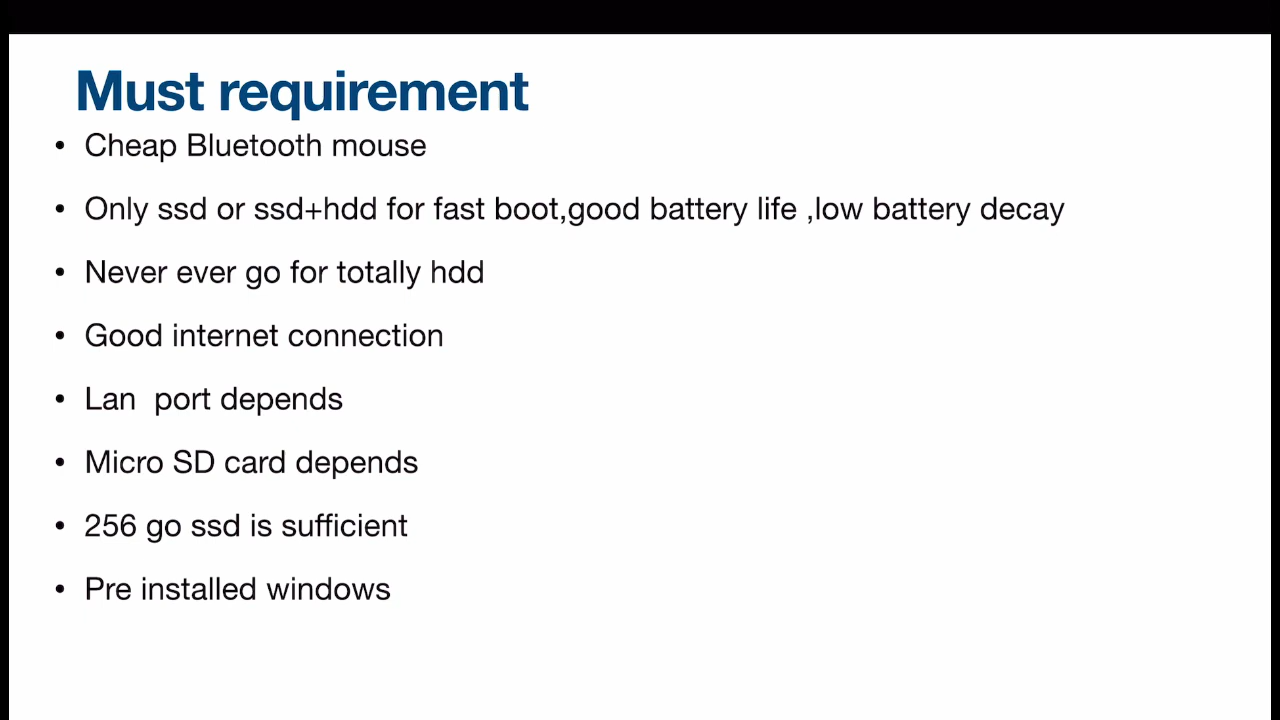 Must requirement
• Cheap Bluetooth mouse
• Only ssd or ssd+hdd for fast boot,good battery life ,low battery decay
• Never ever go for totally hdd
• Good internet connection
• Lan  port depends
• Micro SD card depends
• 256 go ssd is sufficient
• Pre installed windows